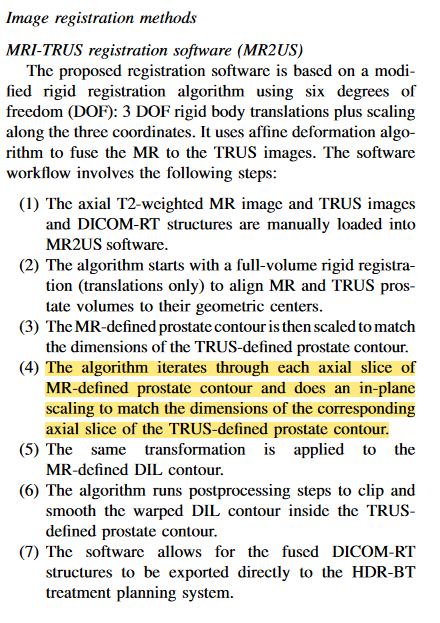 Image registration methods
MRI-TRUS registration software (MR2US)
The proposed registration software is based on a modi-
fied rigid registration algorithm using six degrees of
freedom (DOF): 3 DOF rigid body translations plus scaling
along the three coordinates. It uses affine deformation algo-
rithm to fuse the MR to the TRUS images. The software
workflow involves the following steps:
(1) The axial T2-weighted MR image and TRUS images
and DICOM-RT structures are manually loaded into
MR2US software.
(2) The algorithm starts with a full-volume rigid registra-
tion (translations only) to align MR and TRUS pros-
tate volumes to their geometric centers.
(3) The MR-defined prostate contour is then scaled to match
the dimensions of the TRUS-defined prostate contour.
(4) The algorithm iterates through each axial slice of
MR-defined prostate contour and does an in-plane
scaling to match the dimensions of the corresponding
axial slice of the TRUS-defined prostate contour.
(5) The same transformation is applied to the
MR-defined DIL contour.
(6) The algorithm runs postprocessing steps to clip and
smooth the warped DIL contour inside the TRUS-
defined prostate contour.
(7) The software allows for the fused DICOM-RT
structures to be exported directly to the HDR-BT
treatment planning system.